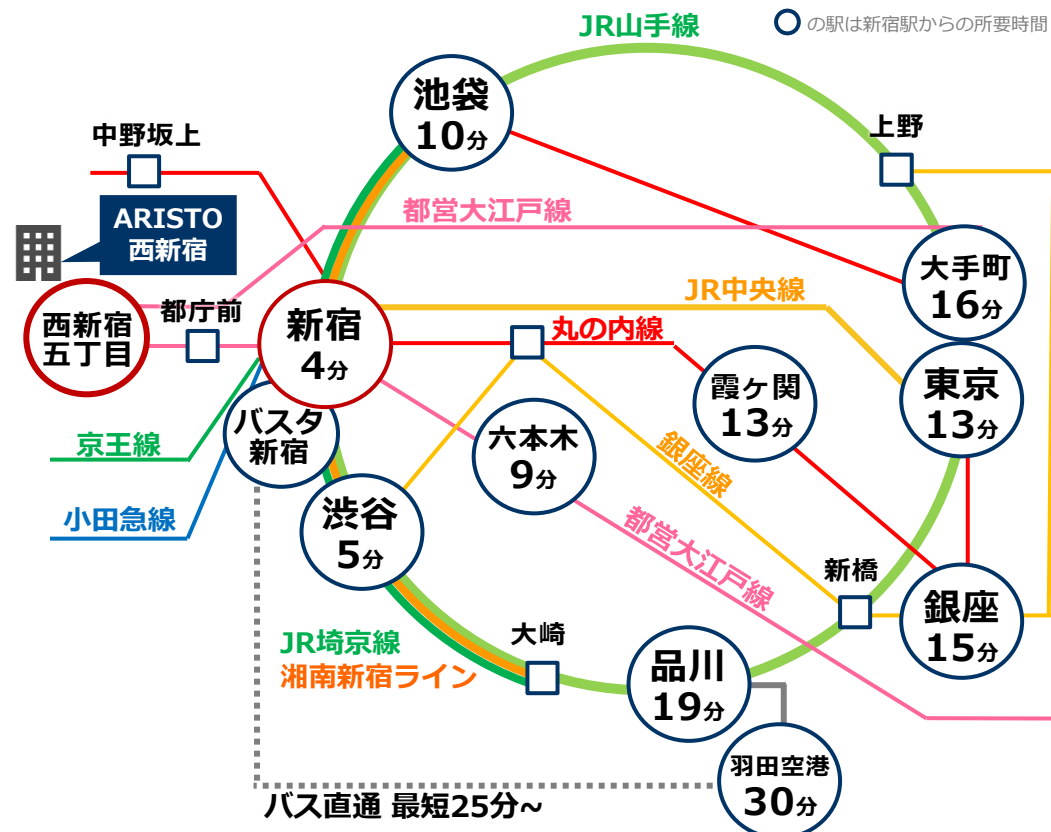 JR山手線
の駅は新宿駅からの所要時間
池袋
10分
中野坂上
上野
ARISTO
西新宿
都営大江戸線
大手町
16分
JR中央線
西新宿
五丁目
都庁前
新宿
4分
丸の内線
霞ヶ関
13分
東京
13分
バスタ
新宿
京王線
六本木
9分
銀座線
小田急線
渋谷
5分
都営大江戸線
新橋
銀座
15分
大崎
JR埼京線
湘南新宿ライン
品川
19分
羽田空港
30分
バス直通 最短25分~